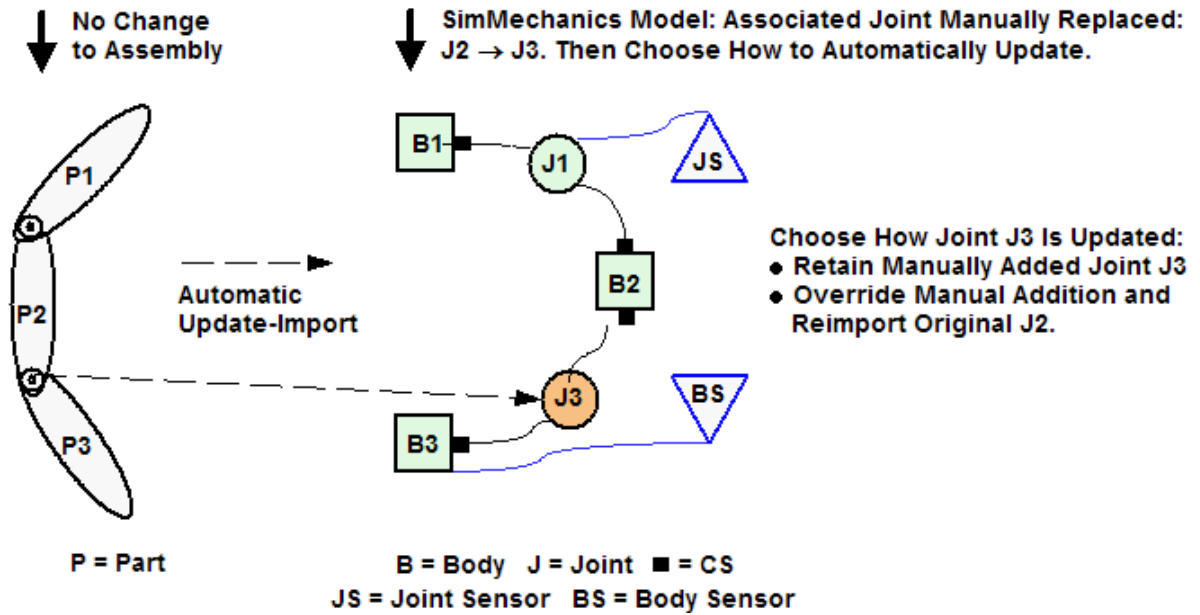 No Change
to Assembly
SimMechanics Model: Associated Joint Manually Replaced:
J2 → J3. Then Choose How to Automatically Update.
P1
P2
P3
Automatic
Update-Import
B1
J1
JS
B2
J3
B3
BS
Choose How Joint J3 Is Updated:
● Retain Manually Added Joint J3
● Override Manual Addition and
Reimport Original J2.
P = Part
B = Body J = Joint ■ = CS
JS = Joint Sensor BS = Body Sensor